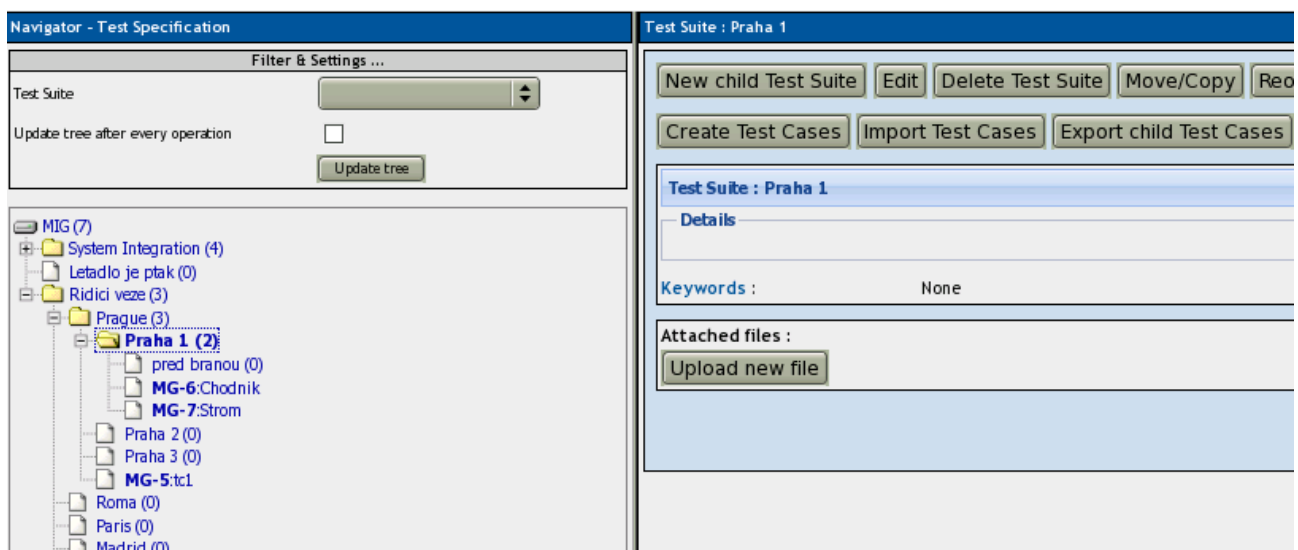 Navigator - Test Specification
Filter & Settings ...
Test Suite
Update tree after every operation
Update tree
MIG (7)
System Integration (4)
Letadlo je ptak (0)
Ridici veze (3)
Prague (3)
Praha 1 (2)
pred branou (0)
MG-6:Chodnik
MG-7:Strom
Praha 2 (0)
Praha 3 (0)
MG-5:tc1
Roma (0)
Paris (0)
Madrid (0)
Test Suite : Praha 1
New child Test Suite Edit Delete Test Suite Move/Copy Reo
Create Test Cases Import Test Cases Export child Test Cases
Test Suite : Praha 1
Details
Keywords : None
Attached files :
Upload new file